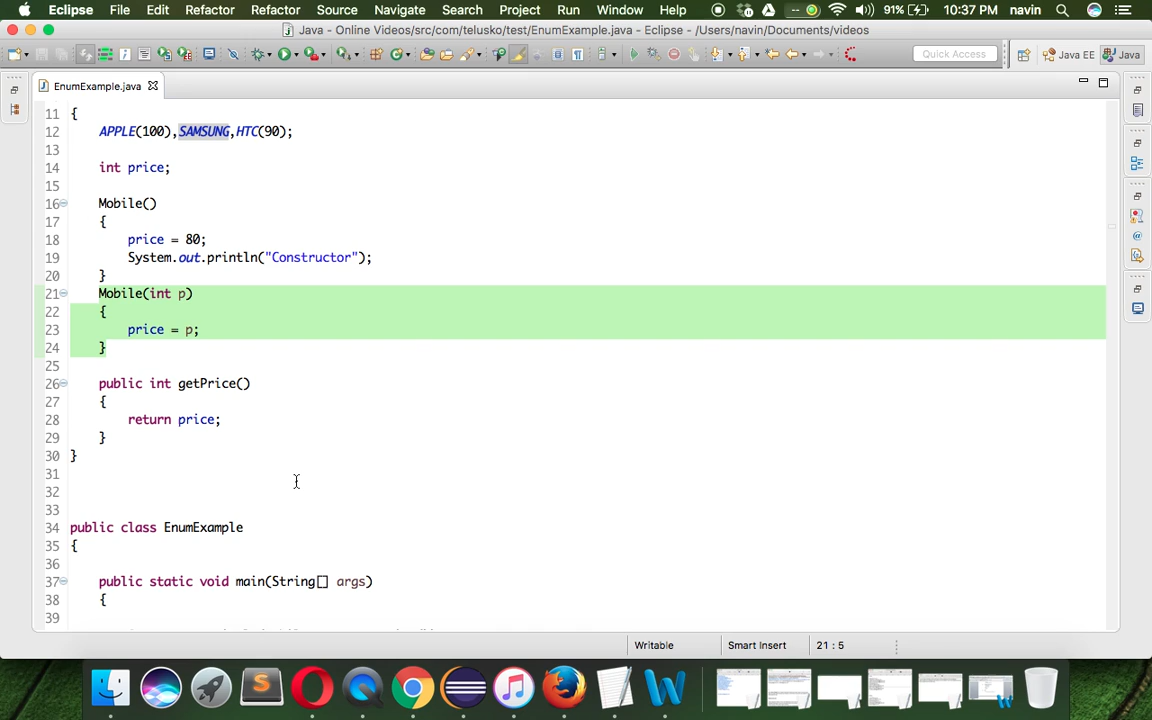 Eclipse File Edit Refactor Refactor Source Navigate Search Project Run Window Help 91% 10:37 PM navin
Java - Online Videos/src/com/telusko/test/EnumExample.java - Eclipse - /Users/navin/Documents/videos
Quick Access Java EE Java
EnumExample.java
11 {
12 APPLE(100),SAMSUNG,HTC(90);
13
14 int price;
15
16 Mobile()
17 {
18 price = 80;
19 System.out.println("Constructor");
20 }
21 Mobile(int p)
22 {
23 price = p;
24 }
25
26 public int getPrice()
27 {
28 return price;
29 }
30 }
31
32
33
34 public class EnumExample
35 {
36
37 public static void main(String[] args)
38 {
39
Writable Smart Insert 21 : 5